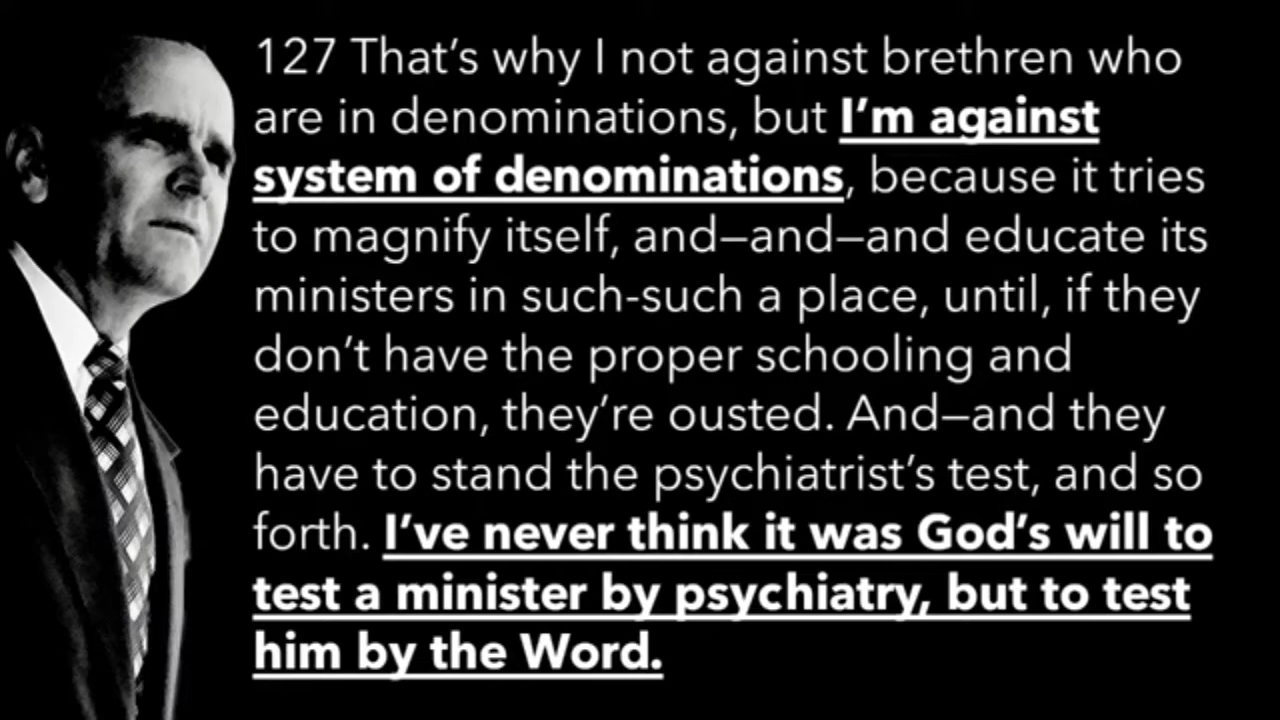 127 That’s why I not against brethren who
are in denominations, but I’m against
system of denominations, because it tries
to magnify itself, and—and—and educate its
ministers in such-such a place, until, if they
don’t have the proper schooling and
education, they’re ousted. And—and they
have to stand the psychiatrist’s test, and so
forth. I’ve never think it was God’s will to
test a minister by psychiatry, but to test
him by the Word.